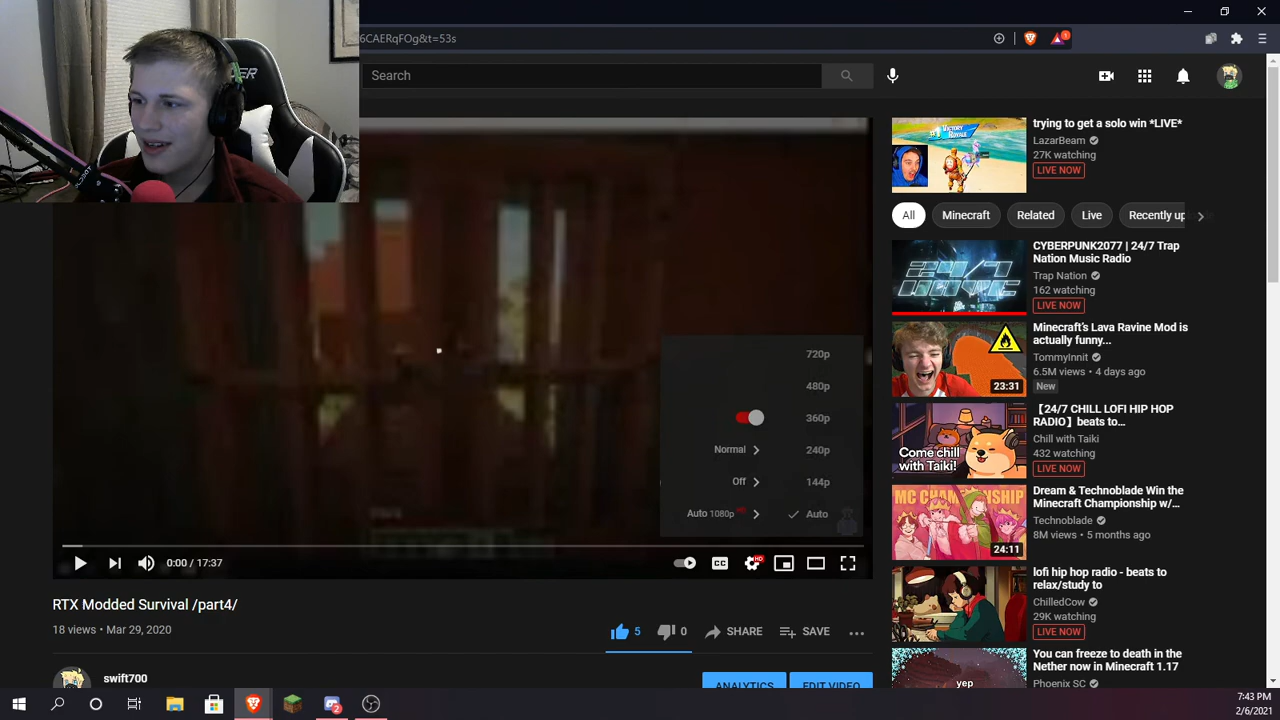 6CAERqFOg&t=53s
Search
trying to get a solo win *LIVE*
LazarBeam
27K watching
LIVE NOW
All
Minecraft
Related
Live
Recently up
CYBERPUNK2077 | 24/7 Trap
Nation Music Radio
Trap Nation
162 watching
LIVE NOW
Minecraft's Lava Ravine Mod is
actually funny...
TommyInnit
6.5M views • 4 days ago
New
23:31
【24/7 CHILL LOFI HIP HOP
RADIO】beats to...
Chill with Taiki
432 watching
LIVE NOW
Come chill
with Taiki!
Dream & Technoblade Win the
Minecraft Championship w/...
Technoblade
8M views • 5 months ago
24:11
lofi hip hop radio - beats to
relax/study to
ChilledCow
29K watching
LIVE NOW
You can freeze to death in the
Nether now in Minecraft 1.17
Phoenix SC
yep
720p
480p
360p
Normal
240p
Off
144p
Auto 1080p HD
Auto
0:00 / 17:37
CC
HD
RTX Modded Survival /part4/
18 views • Mar 29, 2020
5
0
SHARE
SAVE
swift700
ANALYTICS
EDIT VIDEO
7:43 PM
2/6/2021